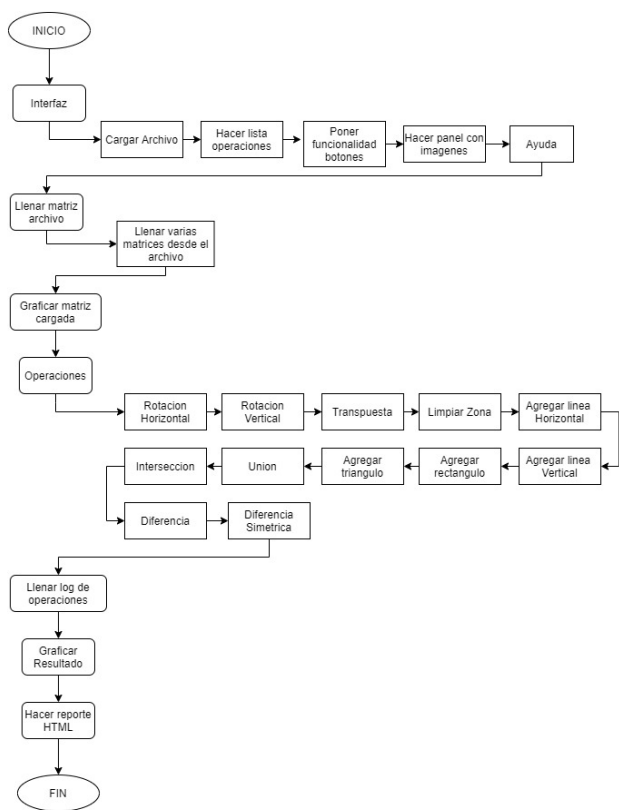 INICIO
Interfaz
Cargar Archivo
Hacer lista
operaciones
Poner
funcionalidad
botones
Hacer panel con
imagenes
Ayuda
Llenar matriz
archivo
Llenar varias
matrices desde el
archivo
Graficar matriz
cargada
Operaciones
Rotacion
Horizontal
Rotacion
Vertical
Transpuesta
Limpiar Zona
Agregar linea
Horizontal
Agregar linea
Vertical
Agregar
rectangulo
Agregar
triangulo
Union
Interseccion
Diferencia
Diferencia
Simetrica
Llenar log de
operaciones
Graficar
Resultado
Hacer reporte
HTML
FIN